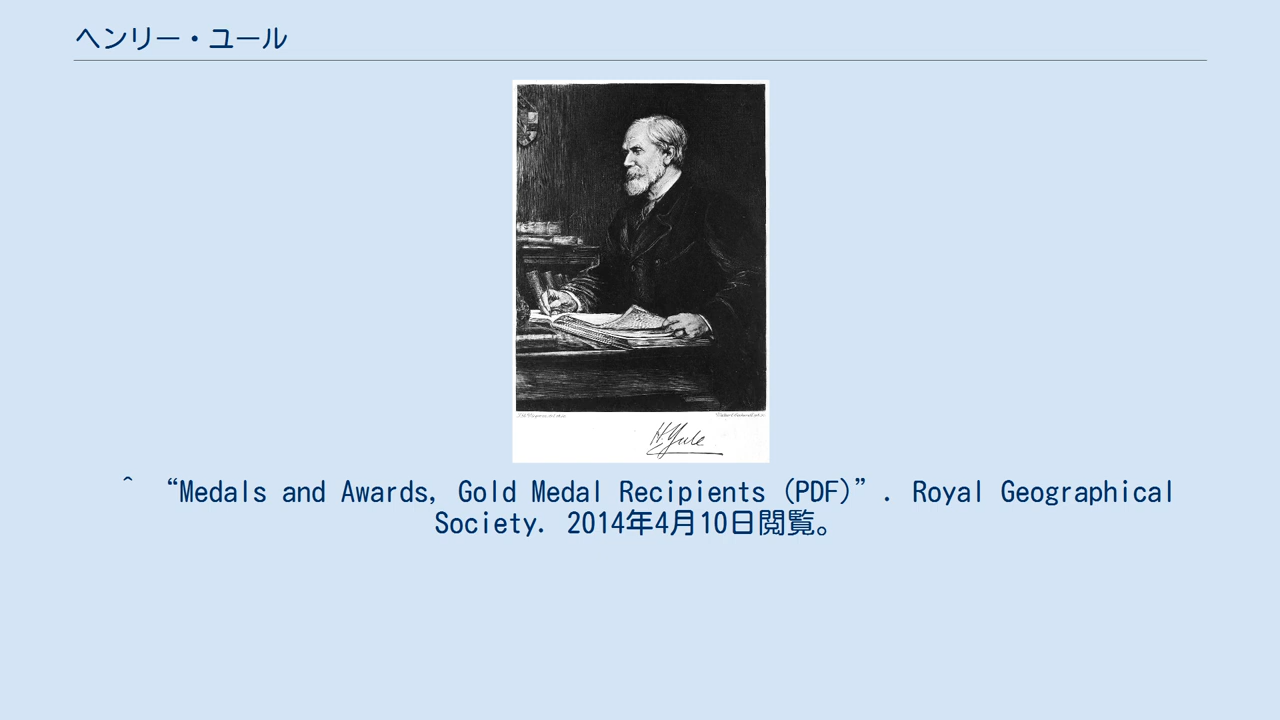 ヘンリー・ユール
H. Yule
^ “Medals and Awards, Gold Medal Recipients (PDF)”. Royal Geographical
Society. 2014年4月10日閲覧。